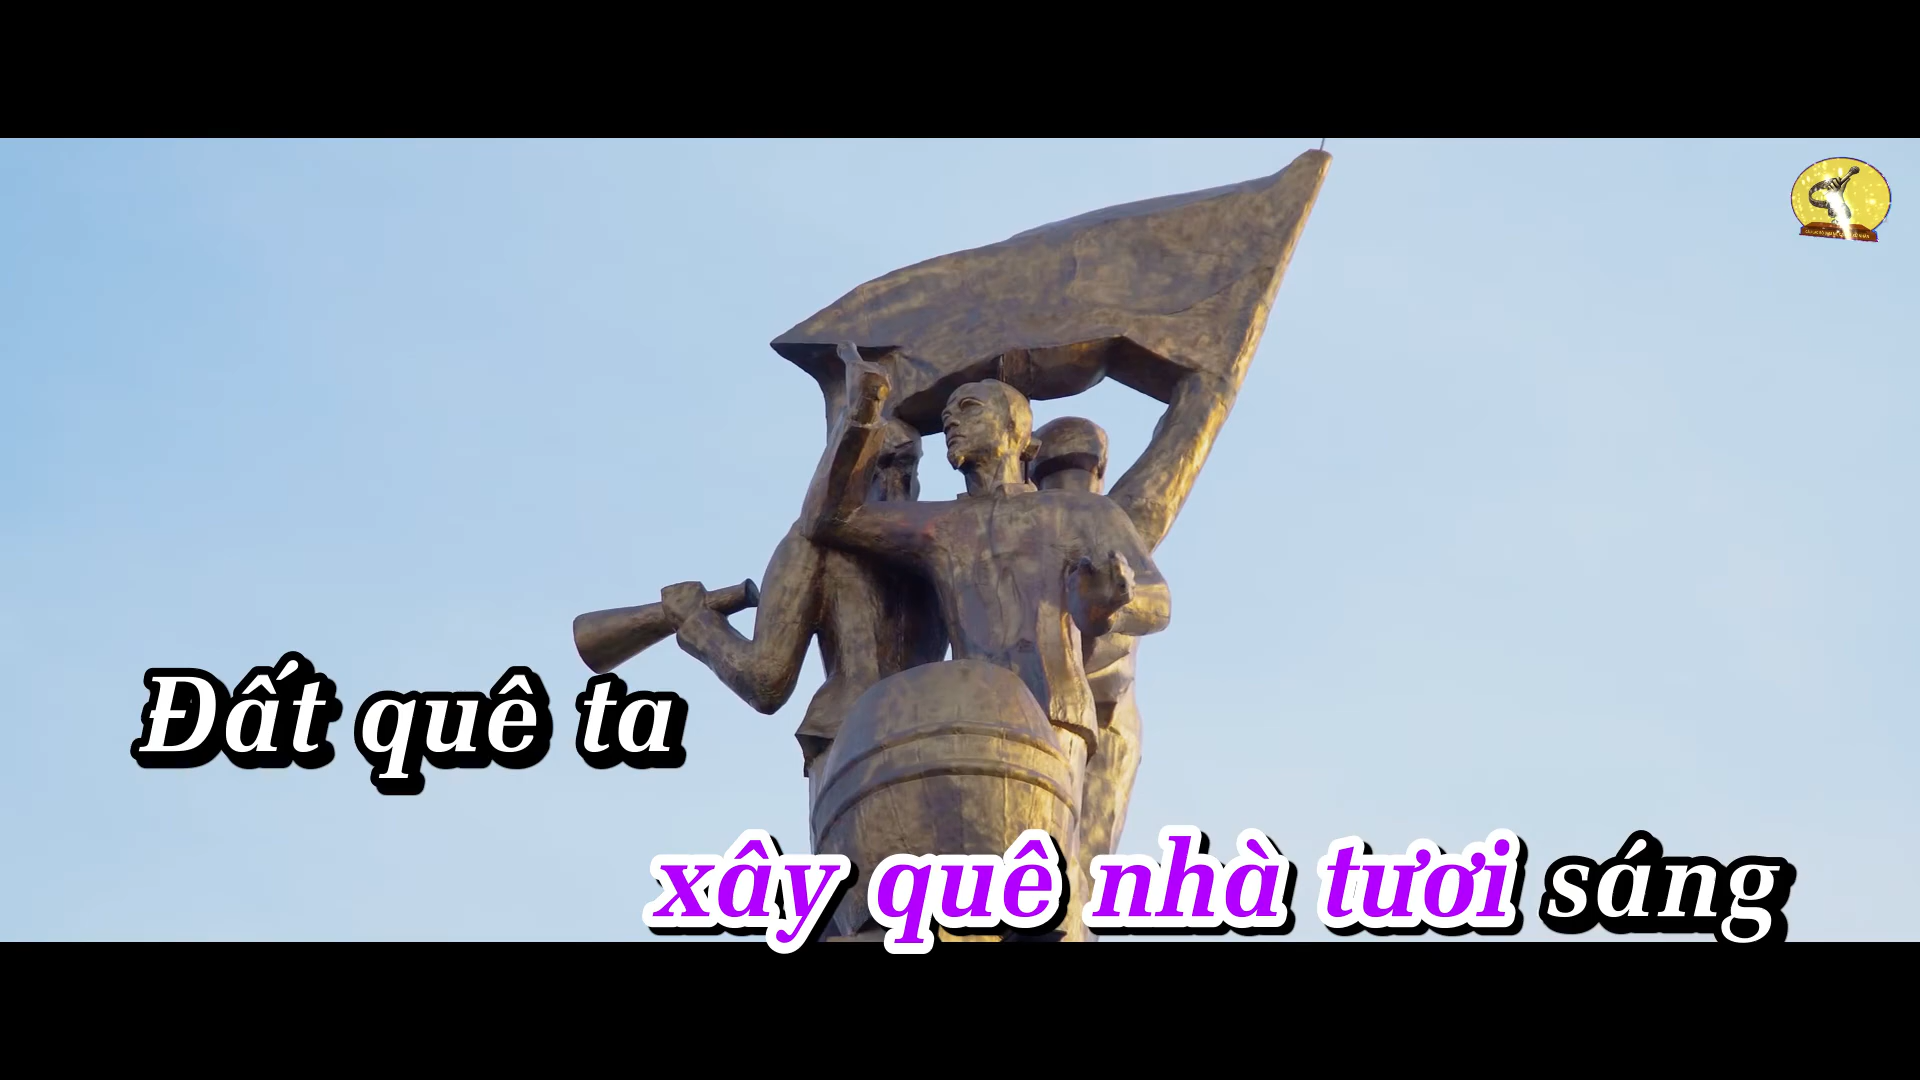 Đất quê ta
xây quê nhà tươi sáng